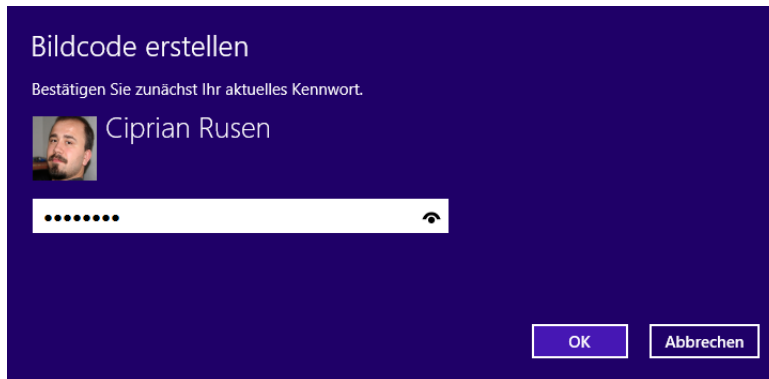 Bildcode erstellen
Bestätigen Sie zunächst Ihr aktuelles Kennwort.
Ciprian Rusen
••••••••
OK
Abbrechen